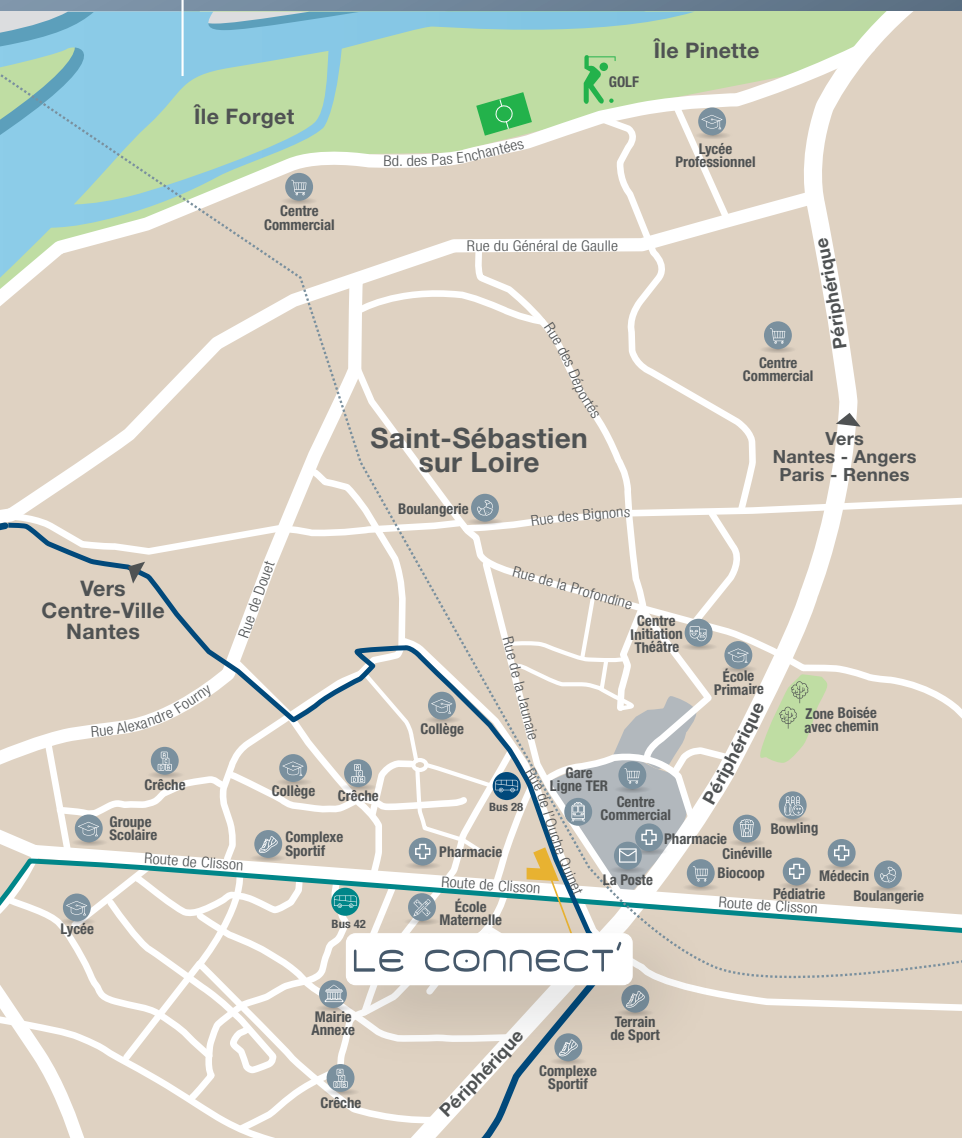 Île Pinette
GOLF
Île Forget
Lycée
Professionnel
Bd. des Pas Enchantées
Centre
Commercial
Rue du Général de Gaulle
Périphérique
Rue des Déportés
Centre
Commercial
Saint-Sébastien
sur Loire
Vers
Nantes - Angers
Paris - Rennes
Boulangerie
Rue des Bignons
Vers
Centre-Ville
Nantes
Rue de Douet
Rue de la Profondine
Centre
Initiation
Théâtre
École
Primaire
Rue de la Jaunaie
Rue Alexandre Fourny
Collège
Zone Boisée
avec chemin
Périphérique
Crêche
Collège
Crêche
Bus 28
Rue de l'Ouche Quinet
Gare
Ligne TER
Centre
Commercial
Groupe
Scolaire
Complexe
Sportif
Pharmacie
Pharmacie
Bowling
Cinéville
La Poste
Biocoop
Médecin
Pédiatrie
Boulangerie
Route de Clisson
Route de Clisson
Route de Clisson
Lycée
Bus 42
École
Maternelle
LE CONNECT'
Mairie
Annexe
Terrain
de Sport
Complexe
Sportif
Périphérique
Crêche